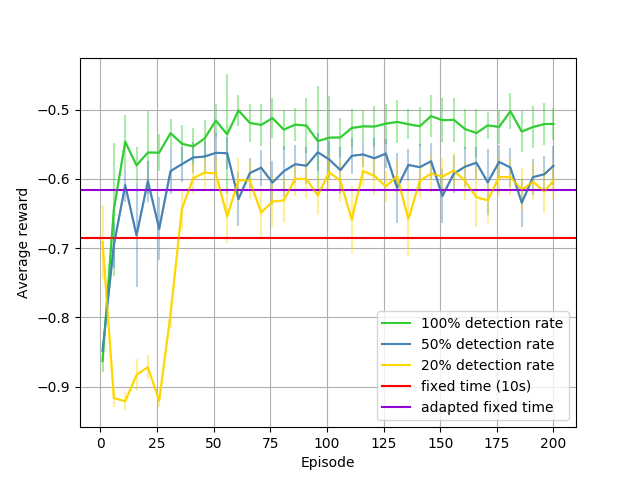 Average reward
−0.5
−0.6
−0.7
−0.8
−0.9
100% detection rate
50% detection rate
20% detection rate
fixed time (10s)
adapted fixed time
0 25 50 75 100 125 150 175 200
Episode